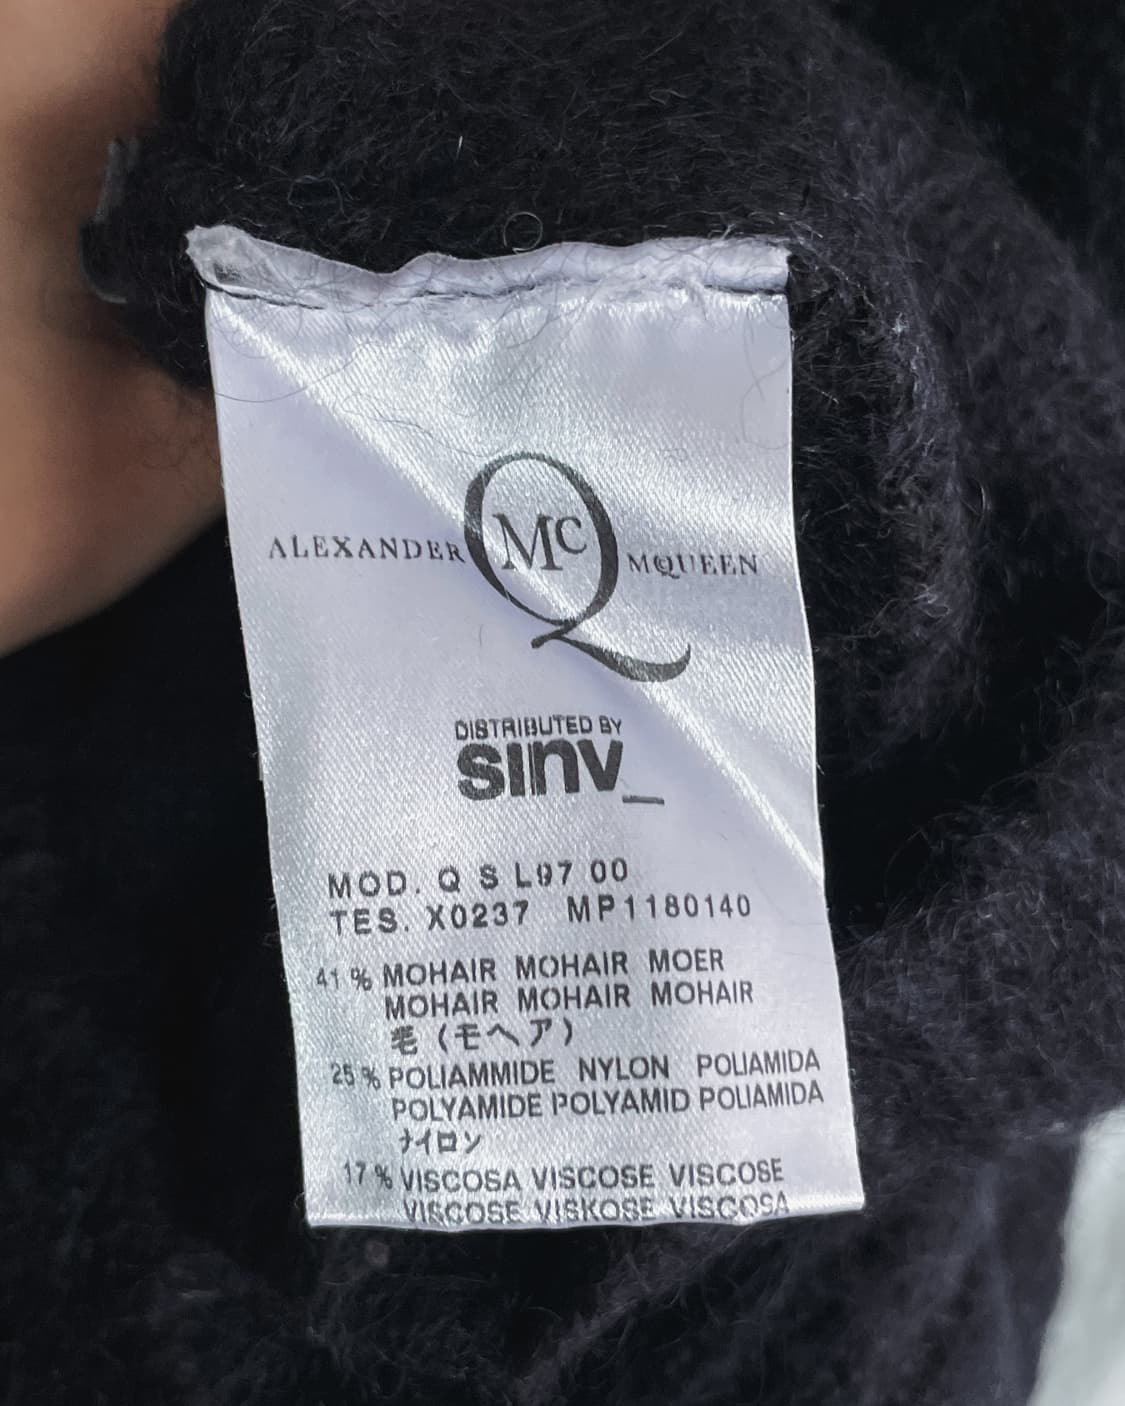 ALEXANDER McQ McQUEEN
DISTRIBUTED BY
sinv_
MOD. Q S L97 00
TES. X0237 MP1180140
41 % MOHAIR MOHAIR MOER
MOHAIR MOHAIR MOHAIR
毛 (モヘア)
25 % POLIAMMIDE NYLON POLIAMIDA
POLYAMIDE POLYAMID POLIAMIDA
ナイロン
17 % VISCOSA VISCOSE VISCOSE
VISCOSE VISKOSE VISCOSA